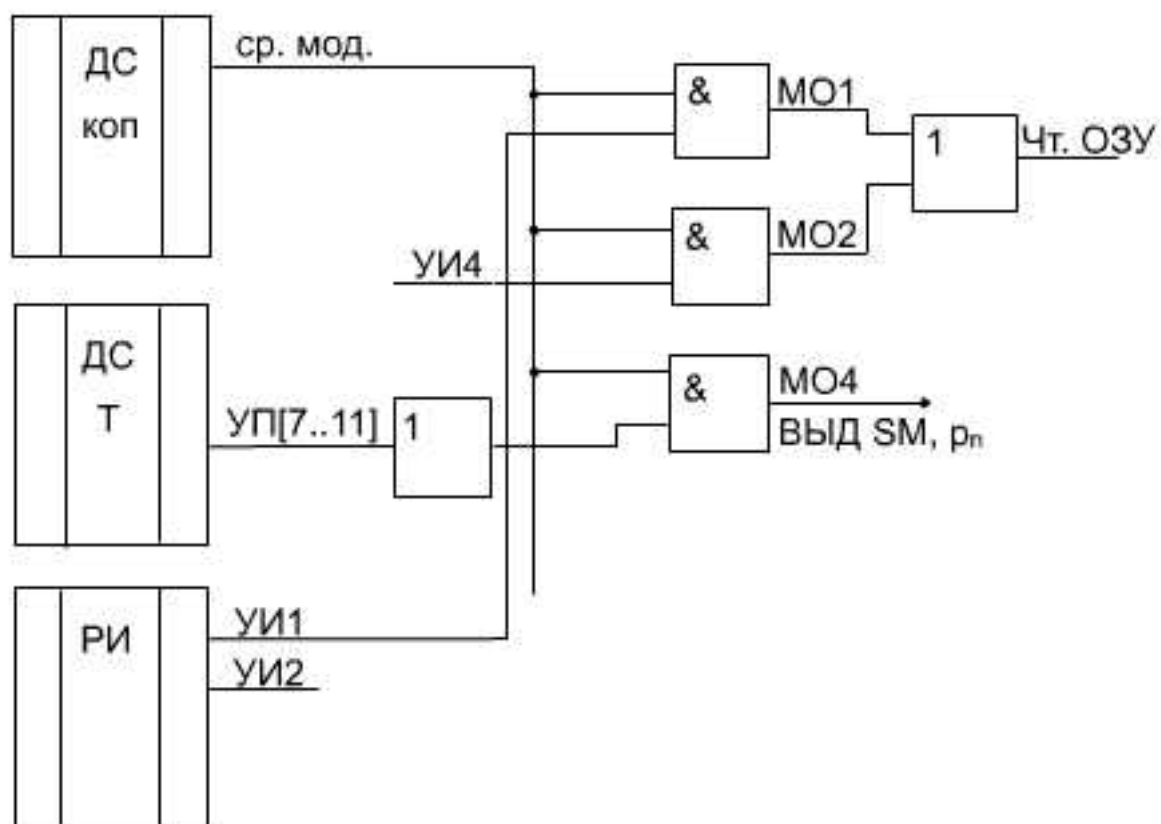 ДС
коп
ср. мод.
&
МО1
1
Чт. ОЗУ
&
МО2
УИ4
ДС
Т
УП[7..11]
1
&
МО4
ВЫД SM, pₙ
РИ
УИ1
УИ2